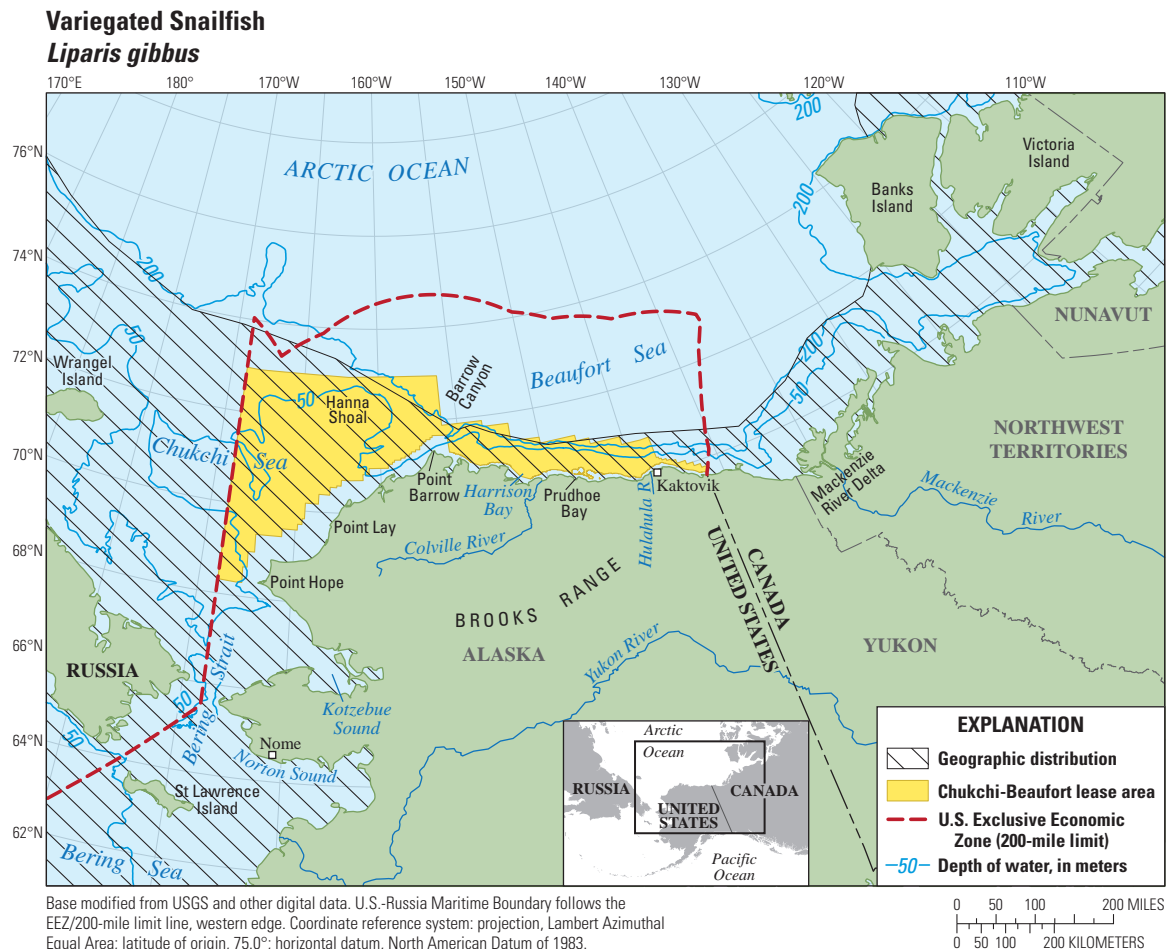 Variegated Snailfish
Liparis gibbus
170°E 180° 170°W 160°W 150°W 140°W 130°W 120°W 110°W
200
76°N
ARCTIC OCEAN
Victoria
Island
Banks
Island
200
74°N
200
NUNAVUT
50
72°N
Wrangel
Island
Beaufort Sea
Barrow
Canyon
200
50
50
Hanna
Shoal
NORTHWEST
TERRITORIES
70°N
Chukchi Sea
Point
Barrow
Harrison
Bay
Prudhoe
Bay
Kaktovik
Hulahula R
Mackenzie
River Delta
Mackenzie
River
Point Lay
Colville River
68°N
Point Hope
CANADA
UNITED STATES
BROOKS RANGE
66°N
ALASKA
YUKON
RUSSIA
Yukon River
Bering Strait
50
Kotzebue
Sound
50
64°N
Nome
Norton Sound
St Lawrence
Island
62°N
Bering Sea
Arctic
Ocean
RUSSIA
CANADA
UNITED
STATES
Pacific
Ocean
EXPLANATION
Geographic distribution
Chukchi-Beaufort lease area
U.S. Exclusive Economic
Zone (200-mile limit)
50 Depth of water, in meters
Base modified from USGS and other digital data. U.S.-Russia Maritime Boundary follows the
EEZ/200-mile limit line, western edge. Coordinate reference system: projection, Lambert Azimuthal
Equal Area; latitude of origin, 75.0°; horizontal datum, North American Datum of 1983.
0 50 100 200 MILES
0 50 100 200 KILOMETERS